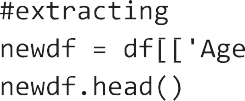 #extracting
newdf = df[['Age
newdf.head()